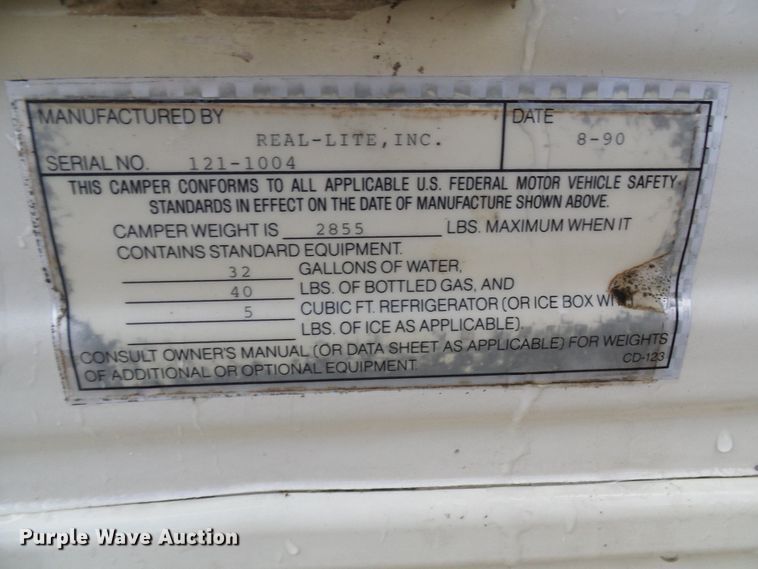 MANUFACTURED BY REAL-LITE, INC. DATE 8-90
SERIAL NO. 121-1004
THIS CAMPER CONFORMS TO ALL APPLICABLE U.S. FEDERAL MOTOR VEHICLE SAFETY
STANDARDS IN EFFECT ON THE DATE OF MANUFACTURE SHOWN ABOVE.
CAMPER WEIGHT IS 2855 LBS. MAXIMUM WHEN IT
CONTAINS STANDARD EQUIPMENT.
32 GALLONS OF WATER,
40 LBS. OF BOTTLED GAS, AND
5 CUBIC FT. REFRIGERATOR (OR ICE BOX
LBS. OF ICE AS APPLICABLE).
CONSULT OWNER'S MANUAL (OR DATA SHEET AS APPLICABLE) FOR WEIGHTS
OF ADDITIONAL OR OPTIONAL EQUIPMENT. CD-123
Purple Wave Auction